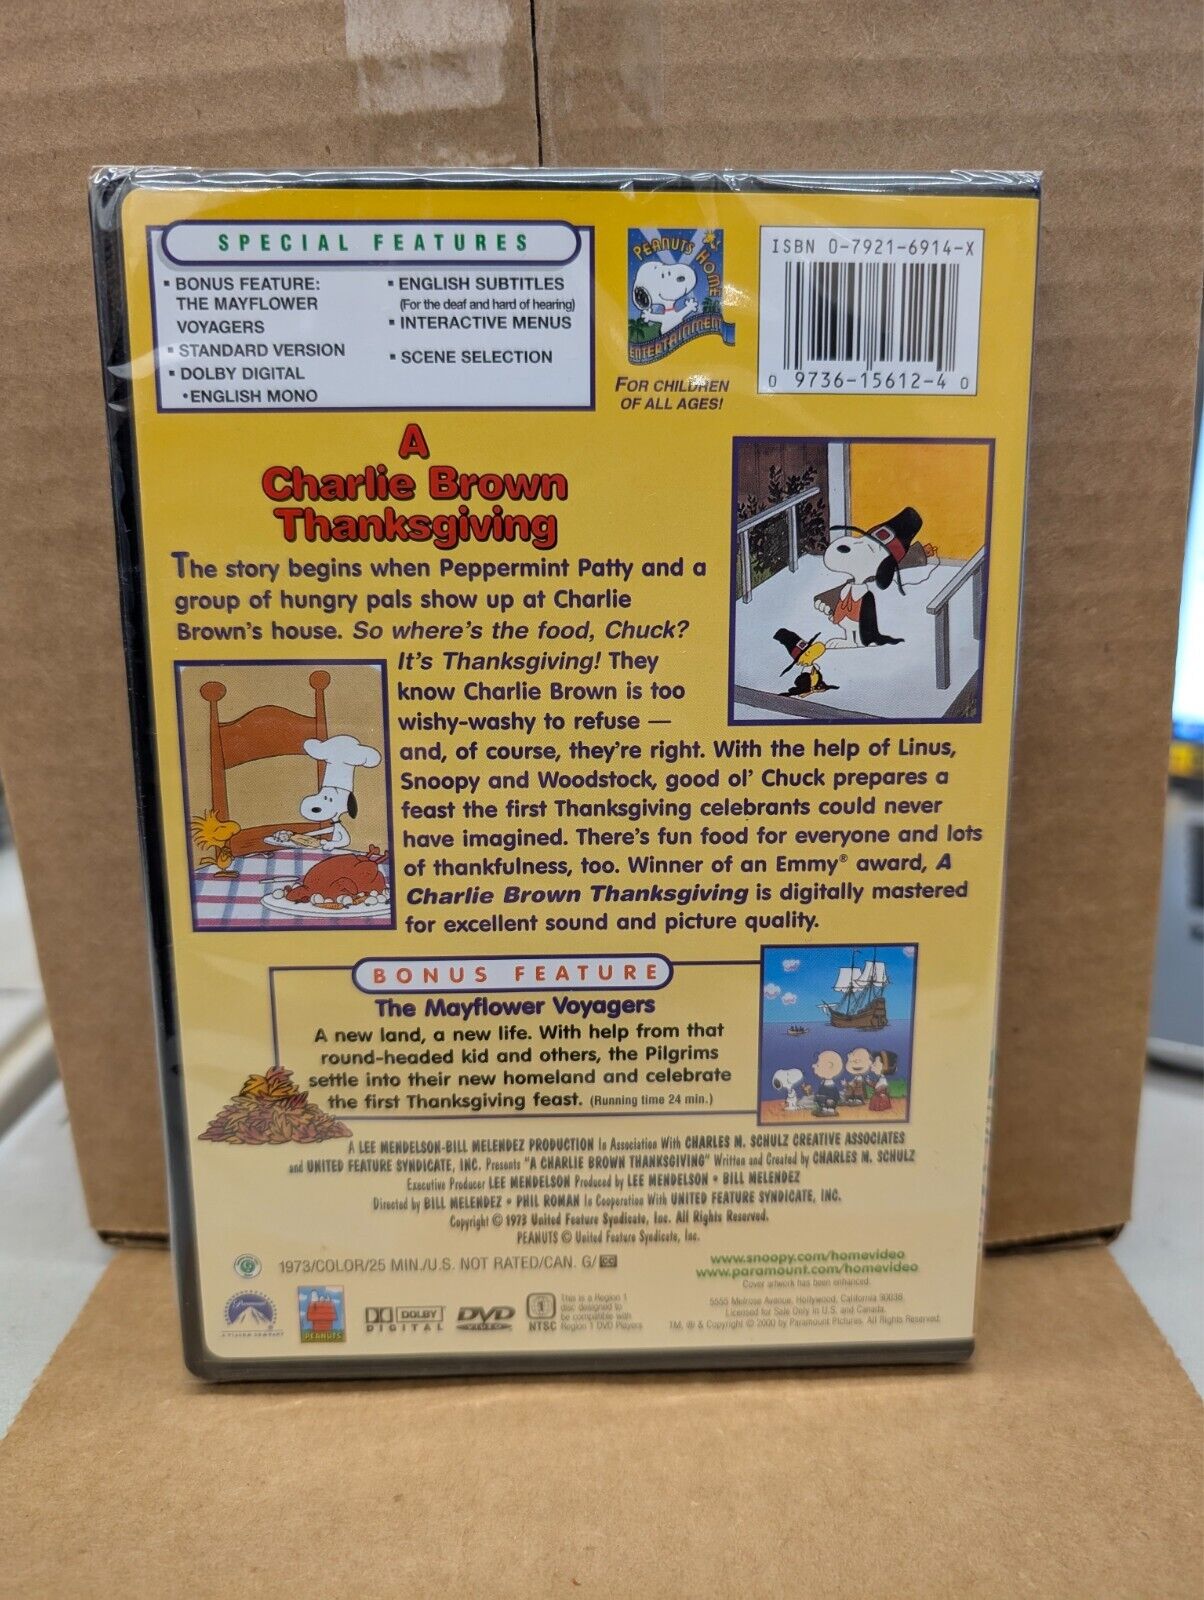 SPECIAL FEATURES
▪ BONUS FEATURE:
THE MAYFLOWER
VOYAGERS
▪ STANDARD VERSION
▪ DOLBY DIGITAL
•ENGLISH MONO
▪ ENGLISH SUBTITLES
(For the deaf and hard of hearing)
▪ INTERACTIVE MENUS
▪ SCENE SELECTION
PEANUTS HOME
ENTERTAINMENT
FOR CHILDREN
OF ALL AGES!
ISBN 0-7921-6914-X
0 9736-15612-4 0
A
Charlie Brown
Thanksgiving
The story begins when Peppermint Patty and a
group of hungry pals show up at Charlie
Brown's house. So where's the food, Chuck?
It's Thanksgiving! They
know Charlie Brown is too
wishy-washy to refuse —
and, of course, they're right. With the help of Linus,
Snoopy and Woodstock, good ol' Chuck prepares a
feast the first Thanksgiving celebrants could never
have imagined. There's fun food for everyone and lots
of thankfulness, too. Winner of an Emmy® award, A
Charlie Brown Thanksgiving is digitally mastered
for excellent sound and picture quality.
BONUS FEATURE
The Mayflower Voyagers
A new land, a new life. With help from that
round-headed kid and others, the Pilgrims
settle into their new homeland and celebrate
the first Thanksgiving feast. (Running time 24 min.)
A LEE MENDELSON-BILL MELENDEZ PRODUCTION In Association With CHARLES M. SCHULZ CREATIVE ASSOCIATES
and UNITED FEATURE SYNDICATE, INC. Presents "A CHARLIE BROWN THANKSGIVING" Written and Created by CHARLES M. SCHULZ
Executive Producer LEE MENDELSON Produced by LEE MENDELSON • BILL MELENDEZ
Directed by BILL MELENDEZ • PHIL ROMAN In Cooperation With UNITED FEATURE SYNDICATE, INC.
Copyright © 1973 United Feature Syndicate, Inc. All Rights Reserved.
PEANUTS © United Feature Syndicate, Inc.
G 1973/COLOR/25 MIN./U.S. NOT RATED/CAN. G/ CC
www.snoopy.com/homevideo
www.paramount.com/homevideo
Cover artwork has been enhanced.
5555 Melrose Avenue, Hollywood, California 90038
Licensed for Sale Only in U.S. and Canada.
TM, ® & Copyright © 2000 by Paramount Pictures. All Rights Reserved.
Paramount
A VIACOM COMPANY
PEANUTS
DOLBY
DIGITAL
DVD
VIDEO
1
NTSC
This is a Region 1
disc designed to
be compatible with
Region 1 DVD Players